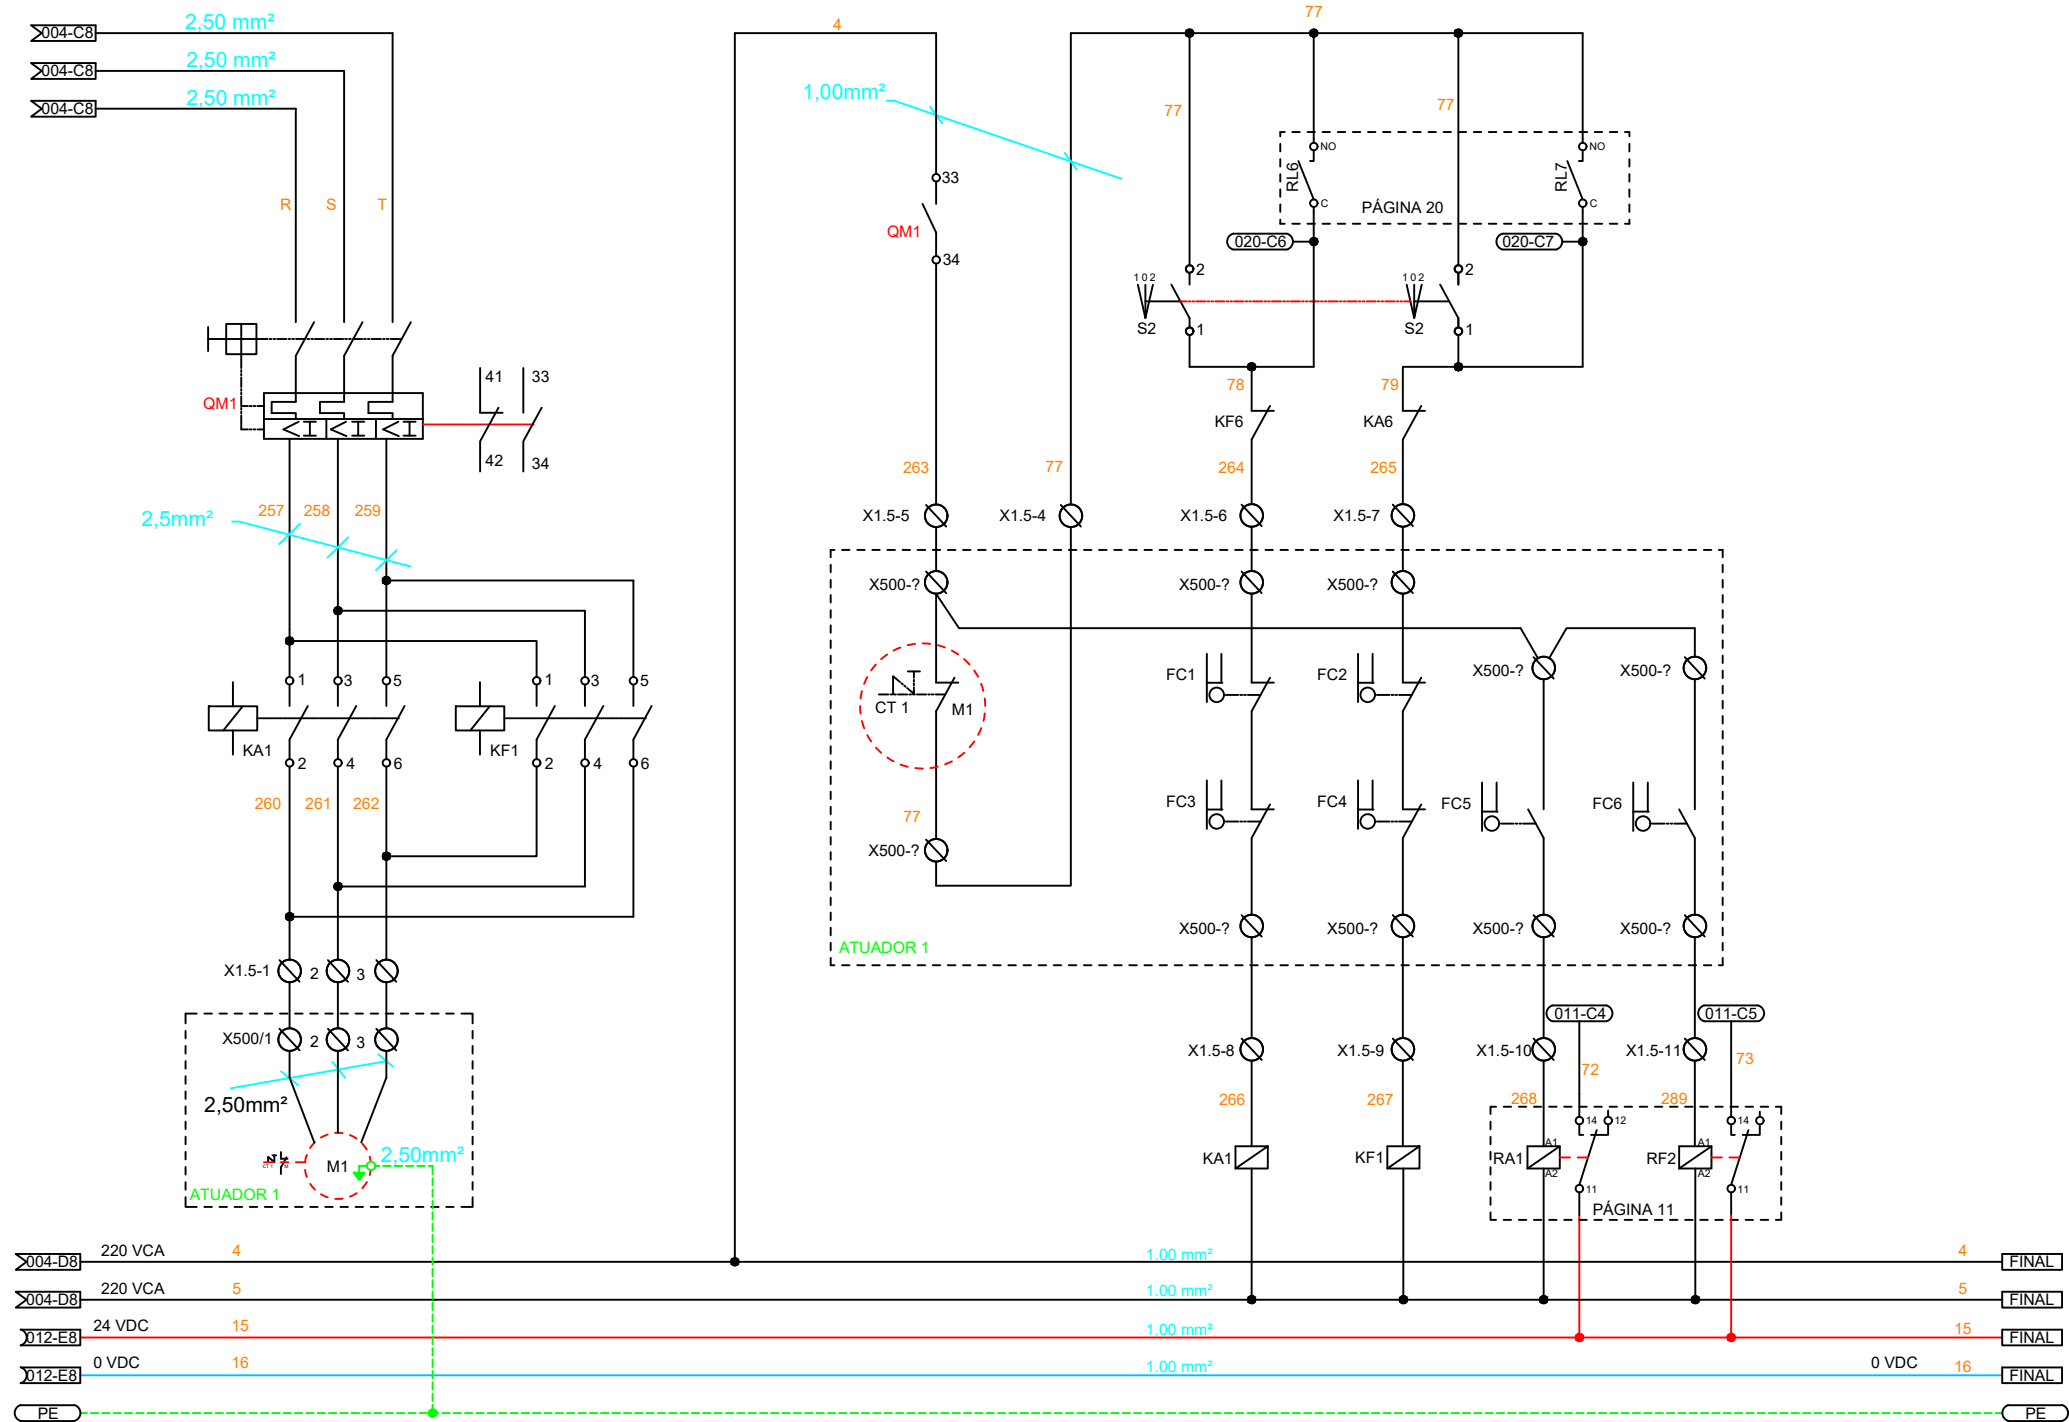 004-C8 2,50 mm²
004-C8 2,50 mm²
004-C8 2,50 mm²
4
77
1,00mm²
77
77
NO
NO
RL6
RL7
C
C
PÁGINA 20
R S T
33
QM1
34
020-C6
020-C7
2
2
1 0 2
1 0 2
S2
S2
1
1
QM1
41 33
42 34
78
79
KF6
KA6
263
77
264
265
257 258 259
2,5mm²
X1.5-5
X1.5-4
X1.5-6
X1.5-7
X500-?
X500-?
X500-?
FC1
FC2
X500-?
X500-?
CT 1
M1
1 3 5
1 3 5
KA1
KF1
2 4 6
2 4 6
260 261 262
FC3
FC4
FC5
FC6
77
X500-?
X500-?
X500-?
X500-?
X500-?
ATUADOR 1
X1.5-1 2 3
X500/1 2 3
2,50mm²
M1
2,50mm²
ATUADOR 1
011-C4
011-C5
X1.5-8
X1.5-9
X1.5-10
X1.5-11
72
73
266
267
268
289
14 12
14
KA1
KF1
RA1
A1
A2
RF2
A1
A2
11
11
PÁGINA 11
004-D8 220 VCA 4 1.00 mm² 4 FINAL
004-D8 220 VCA 5 1.00 mm² 5 FINAL
012-E8 24 VDC 15 1.00 mm² 15 FINAL
012-E8 0 VDC 16 1.00 mm² 0 VDC 16 FINAL
PE PE